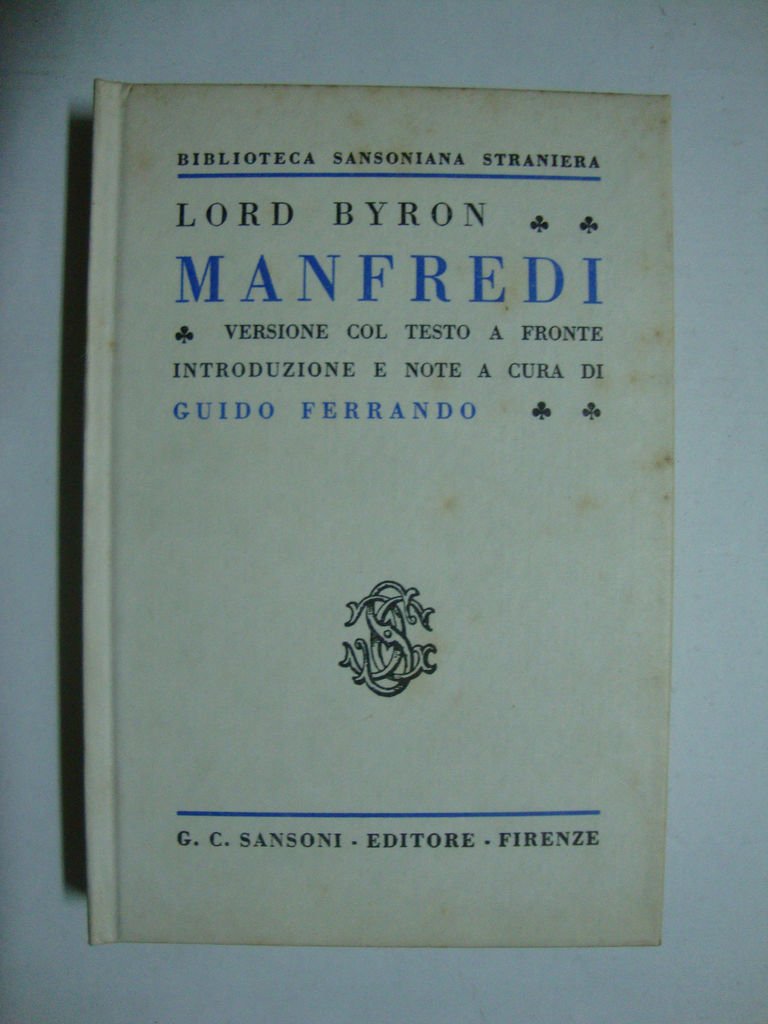 BIBLIOTECA SANSONIANA STRANIERA
LORD BYRON ♣ ♣
MANFREDI
♣ VERSIONE COL TESTO A FRONTE
INTRODUZIONE E NOTE A CURA DI
GUIDO FERRANDO ♣ ♣
G. C. SANSONI - EDITORE - FIRENZE